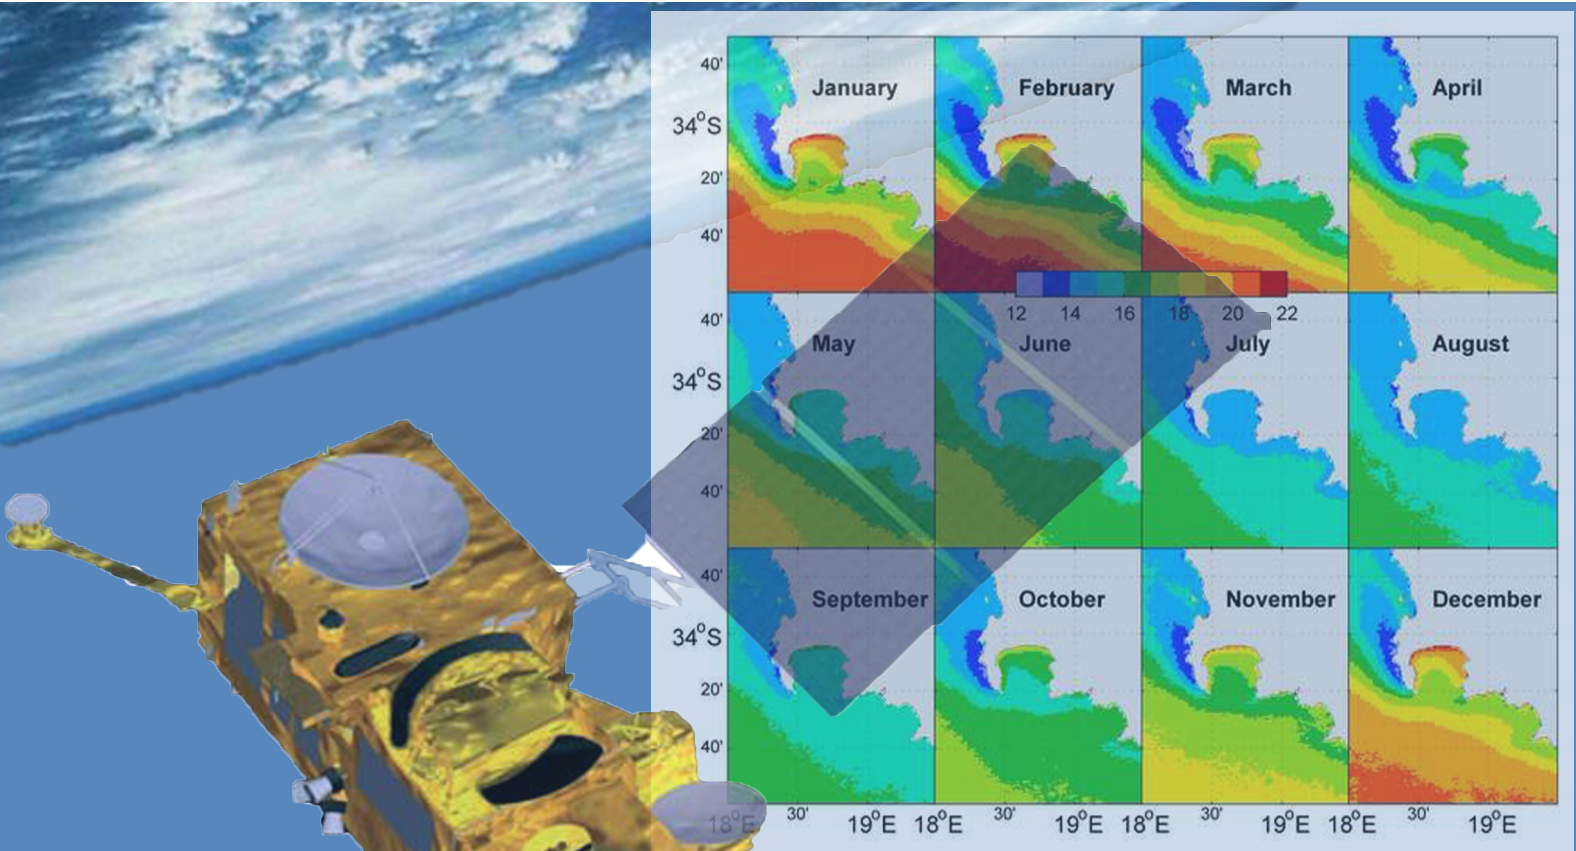 January February March April
40'
34°S
20'
40'
12 14 16 18 20 22
May June July August
40'
34°S
20'
40'
September October November December
40'
34°S
20'
40'
18°E 30' 19°E 18°E 30' 19°E 18°E 30' 19°E 18°E 30' 19°E